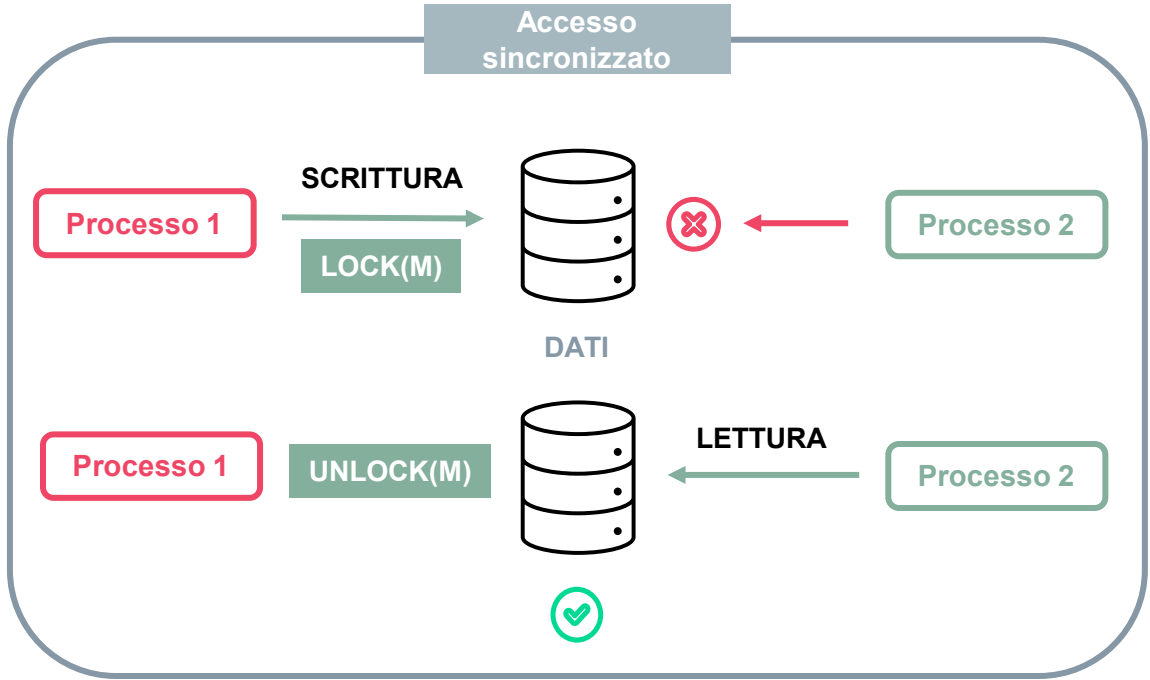 Accesso
sincronizzato
SCRITTURA
Processo 1
Processo 2
LOCK(M)
DATI
LETTURA
Processo 1
UNLOCK(M)
Processo 2